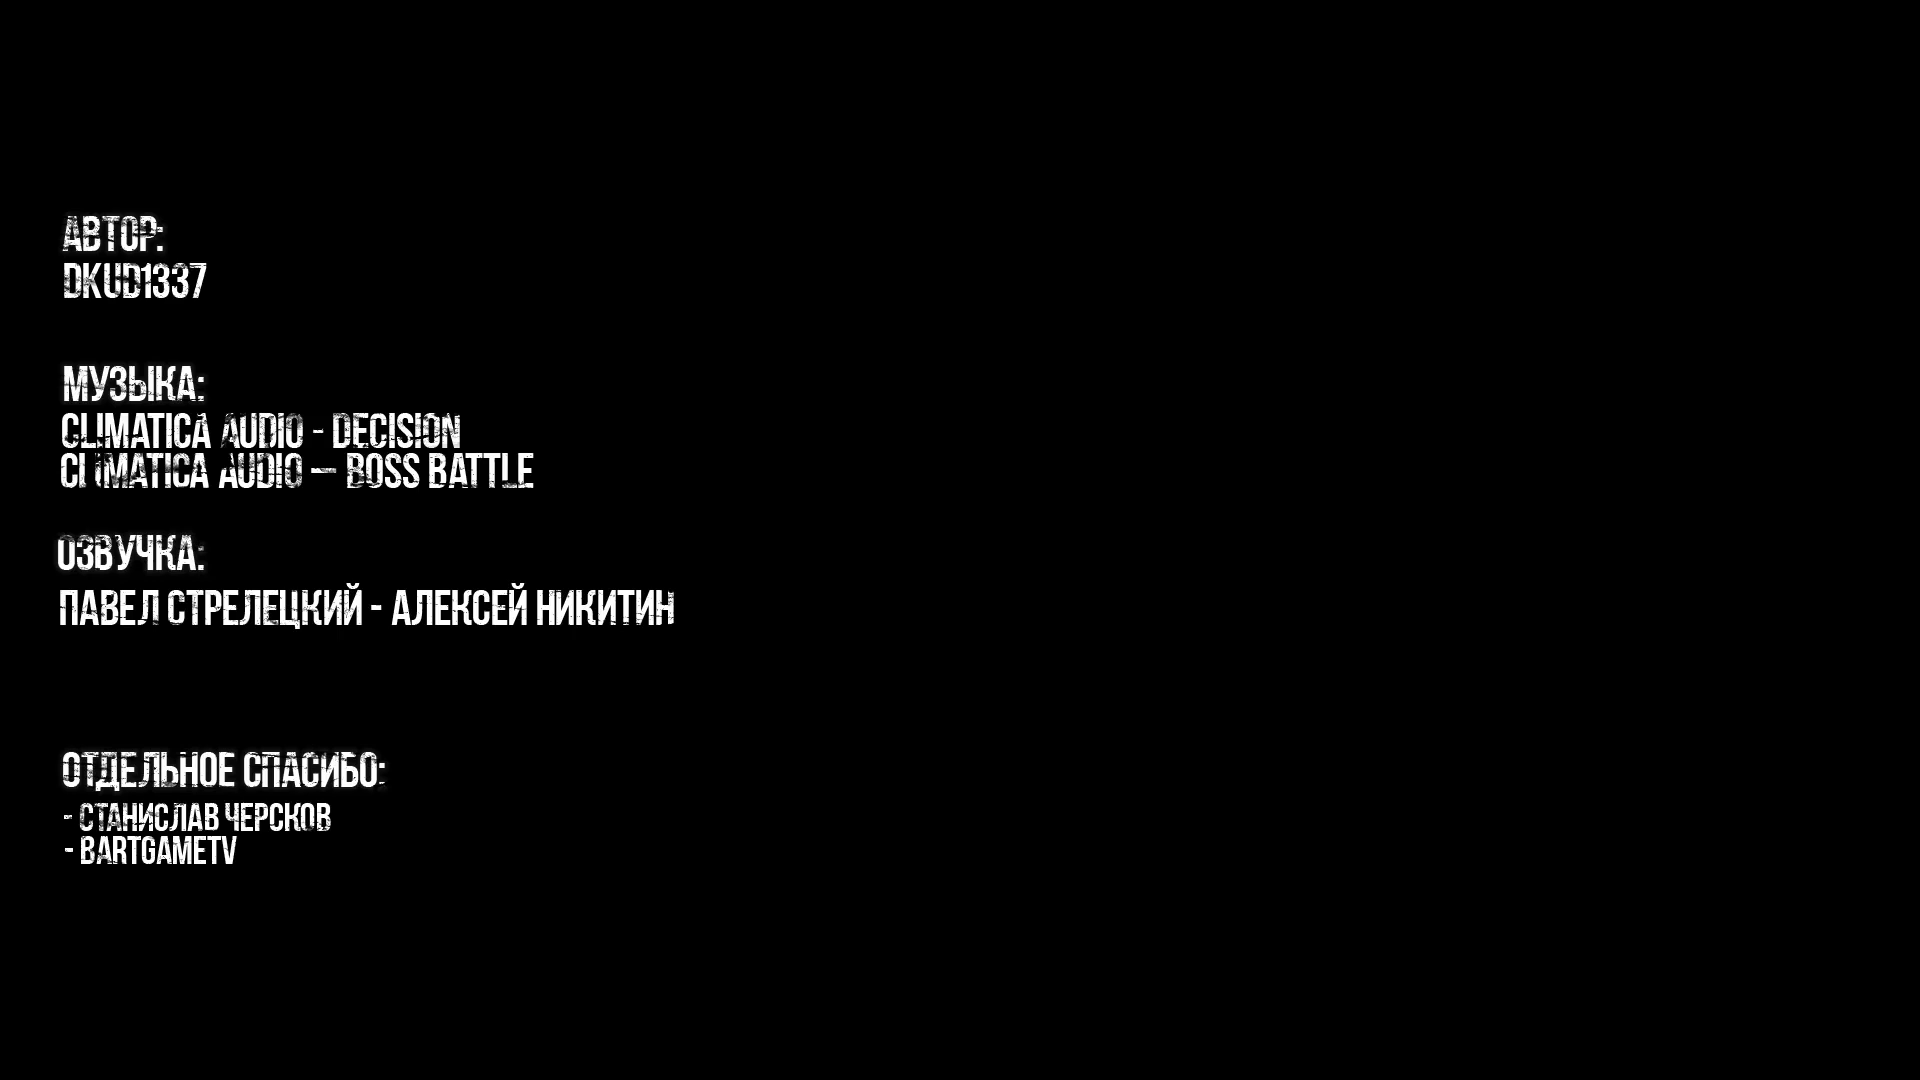 АВТОР:
DKUD1337
МУЗЫКА:
CLIMATICA AUDIO - DECISION
CLIMATICA AUDIO — BOSS BATTLE
ОЗВУЧКА:
ПАВЕЛ СТРЕЛЕЦКИЙ - АЛЕКСЕЙ НИКИТИН
ОТДЕЛЬНОЕ СПАСИБО:
- СТАНИСЛАВ ЧЕРСКОВ
- BARTGAMETV